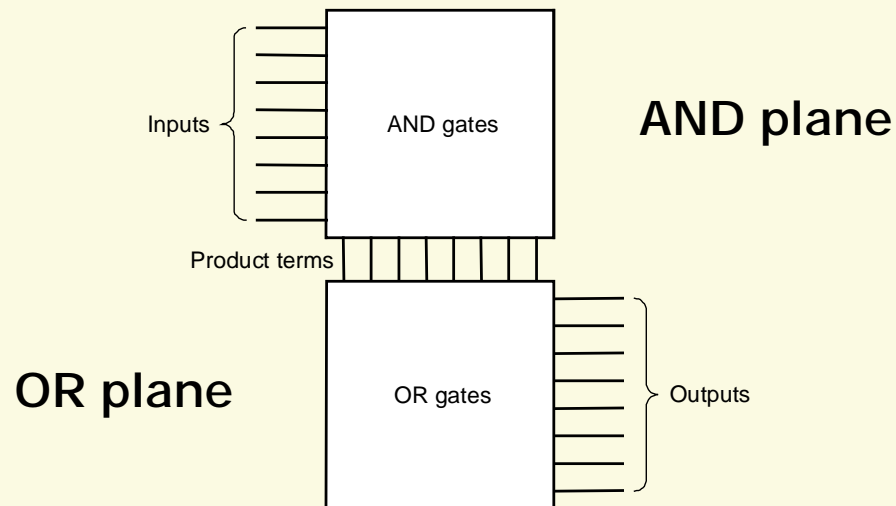 AND plane
Inputs
AND gates
Product terms
OR plane
OR gates
Outputs